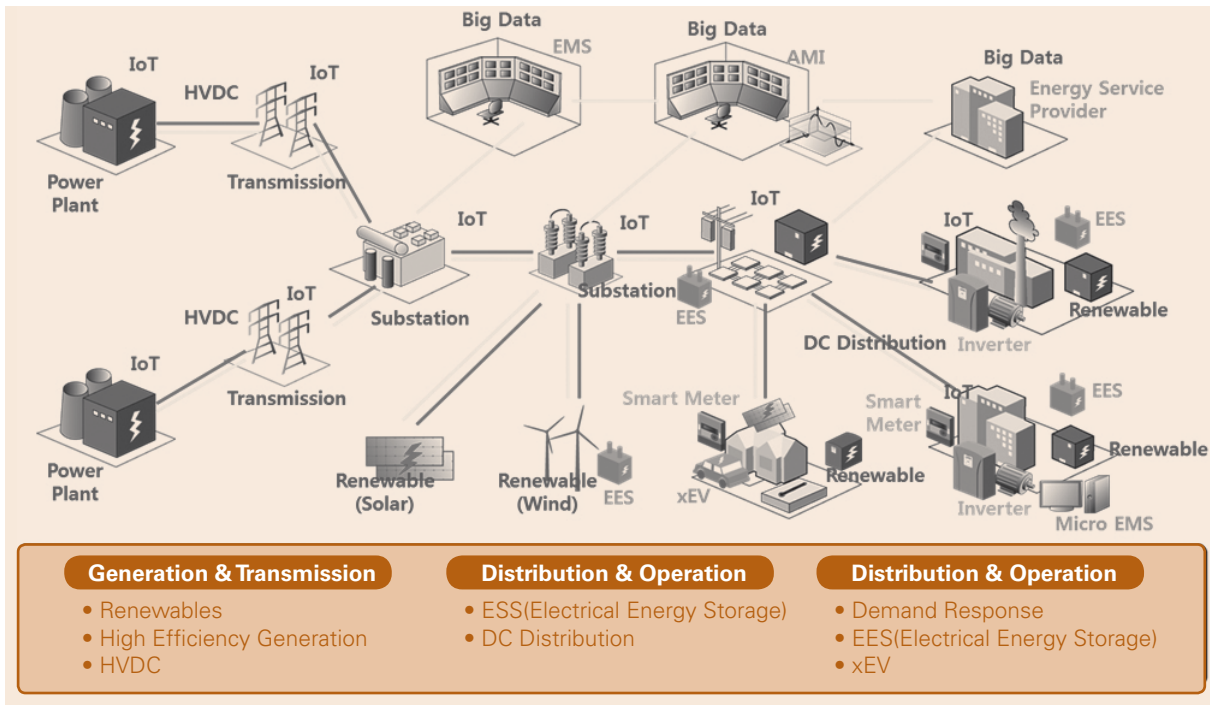 Big Data
EMS
Big Data
AMI
Big Data
Energy Service
Provider
IoT
HVDC
IoT
Power
Plant
Transmission
IoT
Substation
IoT
Substation
EES
IoT
DC Distribution
IoT
EES
Renewable
Inverter
HVDC
IoT
IoT
Transmission
Power
Plant
Renewable
(Solar)
Renewable
(Wind)
EES
Smart Meter
xEV
Renewable
Smart
Meter
IoT
EES
Renewable
Inverter
Micro EMS
Generation & Transmission
• Renewables
• High Efficiency Generation
• HVDC
Distribution & Operation
• ESS(Electrical Energy Storage)
• DC Distribution
Distribution & Operation
• Demand Response
• EES(Electrical Energy Storage)
• xEV